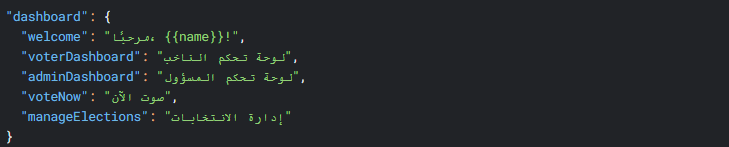 "dashboard": {
"welcome": "مرحبًا، {{name}}!",
"voterDashboard": "لوحة تحكم الناخب",
"adminDashboard": "لوحة تحكم المسؤول",
"voteNow": "صوت الآن",
"manageElections": "إدارة الانتخابات"
}